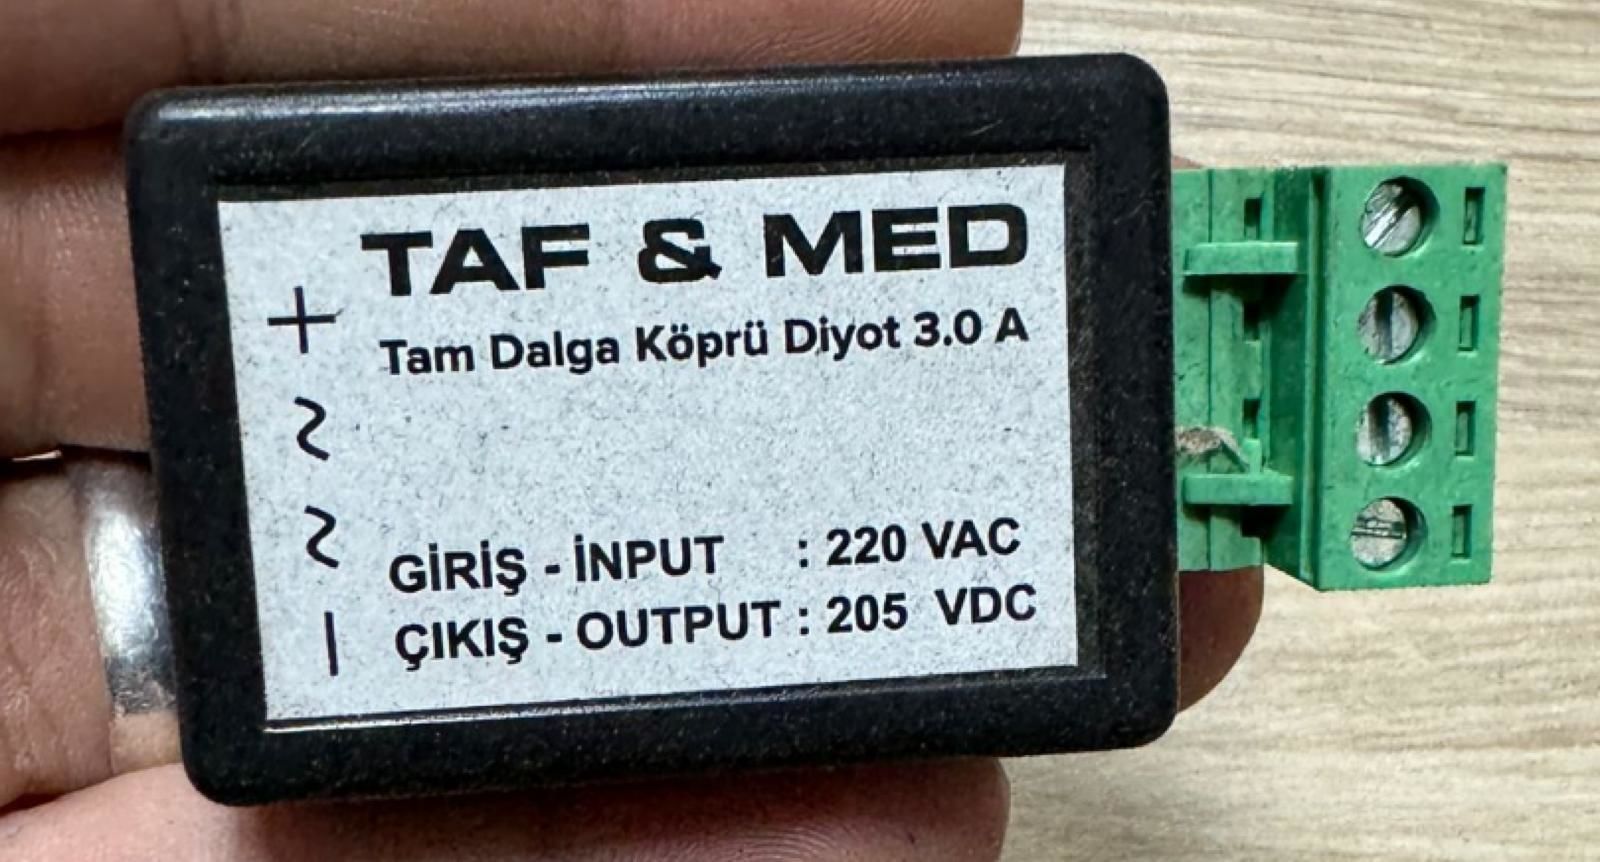 TAF & MED
+
Tam Dalga Köprü Diyot 3.0 A
~
~
GİRİŞ - İNPUT : 220 VAC
ÇIKIŞ - OUTPUT : 205 VDC
—